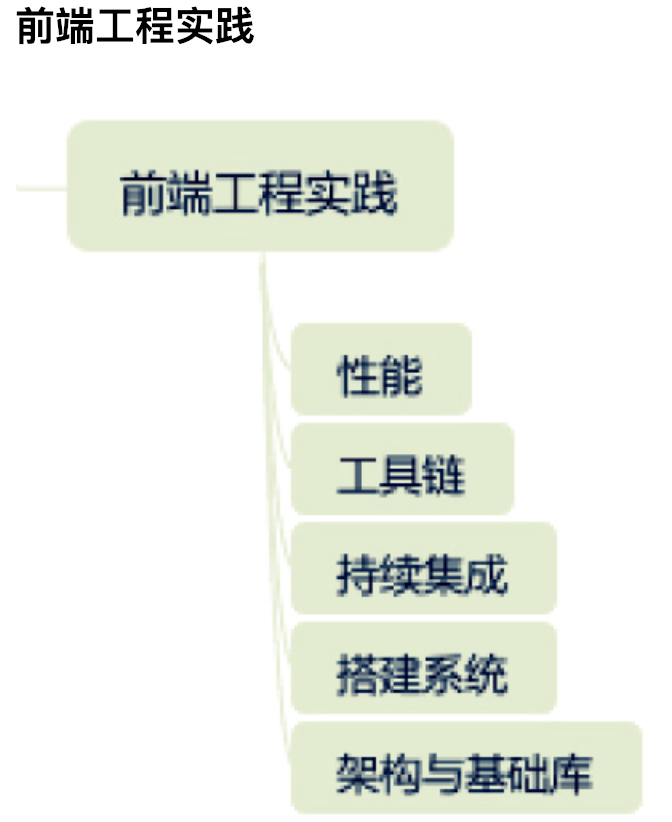 前端工程实践
前端工程实践
性能
工具链
持续集成
搭建系统
架构与基础库